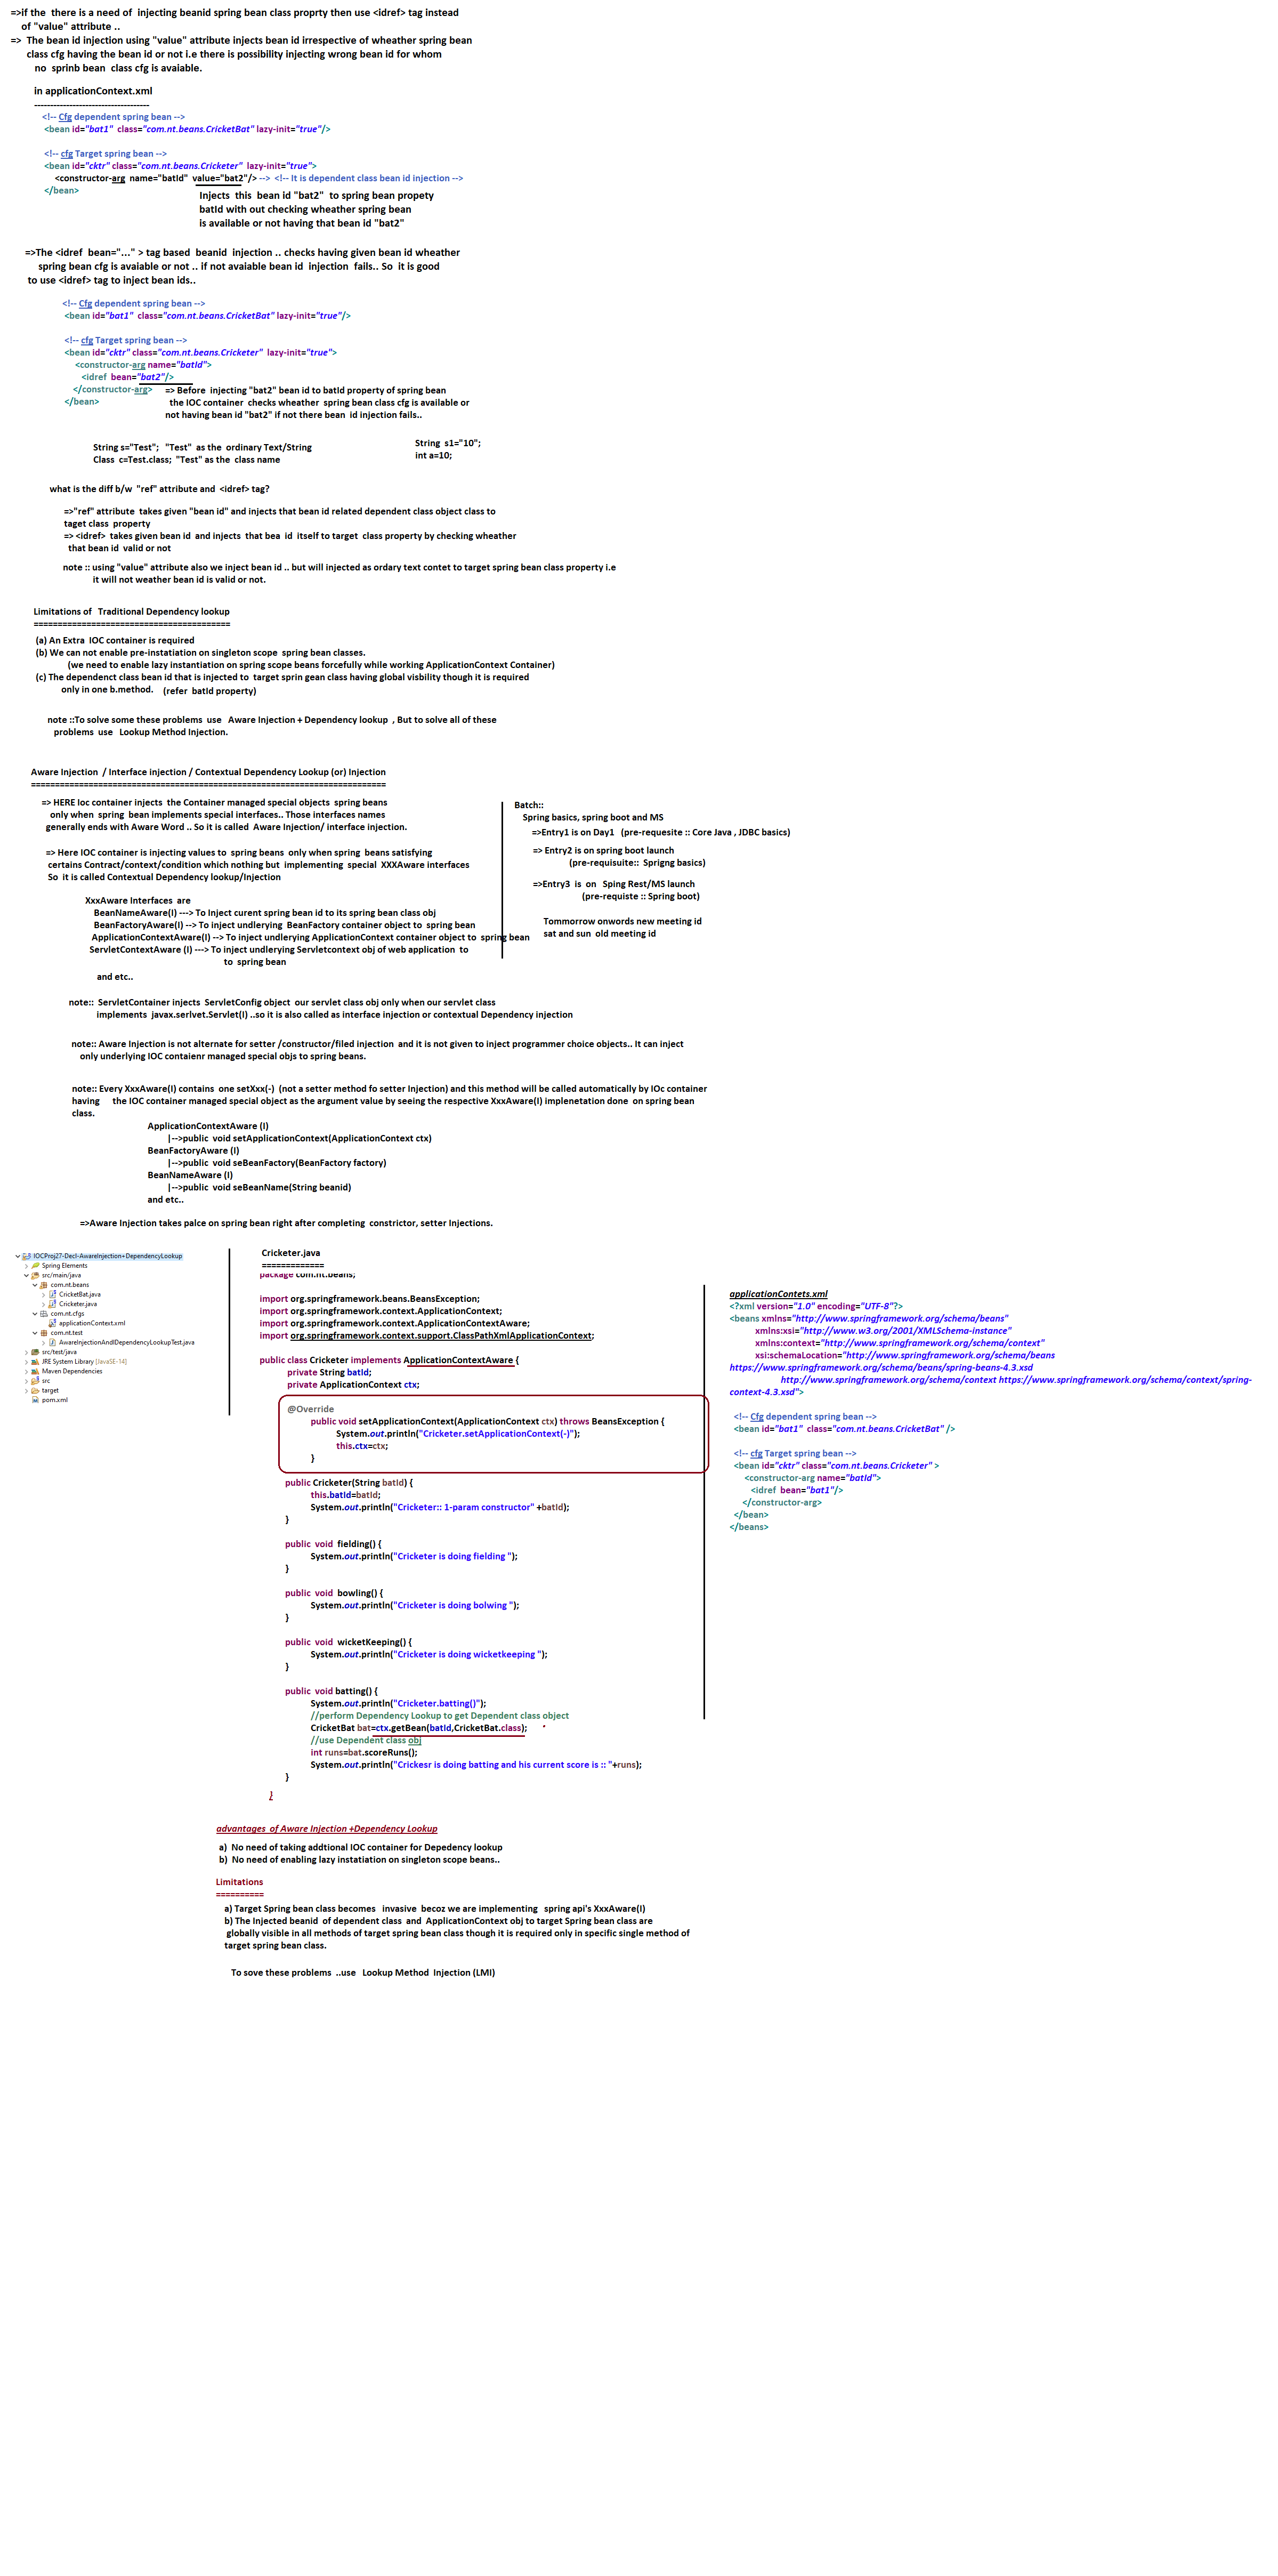 =>if the  there is a need of  injecting beanid spring bean class proprty then use <idref> tag instead
of "value" attribute ..
=>  The bean id injection using "value" attribute injects bean id irrespective of wheather spring bean
class cfg having the bean id or not i.e there is possibility injecting wrong bean id for whom
no  sprinb bean  class cfg is avaiable.
in applicationContext.xml
------------------------------------
<!-- Cfg dependent spring bean -->
<bean id="bat1"  class="com.nt.beans.CricketBat" lazy-init="true"/>
<!-- cfg Target spring bean -->
<bean id="cktr" class="com.nt.beans.Cricketer"  lazy-init="true">
<constructor-arg  name="batId"  value="bat2"/> -->  <!-- It is dependent class bean id injection -->
</bean>
Injects  this  bean id "bat2"  to spring bean propety
batId with out checking wheather spring bean
is available or not having that bean id "bat2"
=>The <idref  bean="..." > tag based  beanid  injection .. checks having given bean id wheather
spring bean cfg is avaiable or not .. if not avaiable bean id  injection  fails.. So  it is good
to use <idref> tag to inject bean ids..
<!-- Cfg dependent spring bean -->
<bean id="bat1"  class="com.nt.beans.CricketBat" lazy-init="true"/>
<!-- cfg Target spring bean -->
<bean id="cktr" class="com.nt.beans.Cricketer"  lazy-init="true">
<constructor-arg name="batId">
<idref  bean="bat2"/>
</constructor-arg>
</bean>
=> Before  injecting "bat2" bean id to batId property of spring bean
the IOC container  checks wheather  spring bean class cfg is available or
not having bean id "bat2" if not there bean  id injection fails..
String s="Test";   "Test"  as the  ordinary Text/String
Class  c=Test.class;  "Test" as the  class name
String  s1="10";
int a=10;
what is the diff b/w  "ref" attribute and  <idref> tag?
=>"ref" attribute  takes given "bean id" and injects that bean id related dependent class object class to
taget class  property
=> <idref>  takes given bean id  and injects  that bea  id  itself to target  class property by checking wheather
that bean id  valid or not
note :: using "value" attribute also we inject bean id .. but will injected as ordary text contet to target spring bean class property i.e
it will not weather bean id is valid or not.
Limitations of   Traditional Dependency lookup
=========================================
(a) An Extra  IOC container is required
(b) We can not enable pre-instatiation on singleton scope  spring bean classes.
(we need to enable lazy instantiation on spring scope beans forcefully while working ApplicationContext Container)
(c) The dependenct class bean id that is injected to  target sprin gean class having global visbility though it is required
only in one b.method.    (refer  batId property)
note ::To solve some these problems  use   Aware Injection + Dependency lookup  , But to solve all of these
problems  use   Lookup Method Injection.
Aware Injection  / Interface injection / Contextual Dependency Lookup (or) Injection
==========================================================================
=> HERE Ioc container injects  the Container managed special objects  spring beans
only when  spring  bean implements special interfaces.. Those interfaces names
generally ends with Aware Word .. So it is called  Aware Injection/ interface injection.
=> Here IOC container is injecting values to  spring beans  only when spring  beans satisfying
certains Contract/context/condition which nothing but  implementing  special  XXXAware interfaces
So  it is called Contextual Dependency lookup/Injection
XxxAware Interfaces  are
BeanNameAware(I) ---> To Inject curent spring bean id to its spring bean class obj
BeanFactoryAware(I) --> To inject undlerying  BeanFactory container object to  spring bean
ApplicationContextAware(I) --> To inject undlerying ApplicationContext container object to  spring bean
ServletContextAware (I) ---> To inject undlerying Servletcontext obj of web application  to
to  spring bean
and etc..
Batch::
Spring basics, spring boot and MS
=>Entry1 is on Day1   (pre-requesite :: Core Java , JDBC basics)
=> Entry2 is on spring boot launch
(pre-requisuite::  Sprigng basics)
=>Entry3  is  on   Sping Rest/MS launch
(pre-requiste :: Spring boot)
Tommorrow onwords new meeting id
sat and sun  old meeting id
note::  ServletContainer injects  ServletConfig object  our servlet class obj only when our servlet class
implements  javax.serlvet.Servlet(I) ..so it is also called as interface injection or contextual Dependency injection
note:: Aware Injection is not alternate for setter /constructor/filed injection  and it is not given to inject programmer choice objects.. It can inject
only underlying IOC contaienr managed special objs to spring beans.
note:: Every XxxAware(I) contains  one setXxx(-)  (not a setter method fo setter Injection) and this method will be called automatically by IOc container
having     the IOC container managed special object as the argument value by seeing the respective XxxAware(I) implenetation done  on spring bean
class.
ApplicationContextAware (I)
|-->public  void setApplicationContext(ApplicationContext ctx)
BeanFactoryAware (I)
|-->public  void seBeanFactory(BeanFactory factory)
BeanNameAware (I)
|-->public  void seBeanName(String beanid)
and etc..
=>Aware Injection takes palce on spring bean right after completing  constrictor, setter Injections.
IOCProj27-Decl-AwareInjection+DependencyLookup
Spring Elements
src/main/java
com.nt.beans
CricketBat.java
Cricketer.java
com.nt.cfgs
applicationContext.xml
com.nt.test
AwareInjectionAndlDependencyLookupTest.java
src/test/java
JRE System Library [JavaSE-14]
Maven Dependencies
src
target
pom.xml
Cricketer.java
=============
package com.nt.beans;
import org.springframework.beans.BeansException;
import org.springframework.context.ApplicationContext;
import org.springframework.context.ApplicationContextAware;
import org.springframework.context.support.ClassPathXmlApplicationContext;
public class Cricketer implements ApplicationContextAware {
private String batId;
private ApplicationContext ctx;
@Override
public void setApplicationContext(ApplicationContext ctx) throws BeansException {
System.out.println("Cricketer.setApplicationContext(-)");
this.ctx=ctx;
}
public Cricketer(String batId) {
this.batId=batId;
System.out.println("Cricketer:: 1-param constructor" +batId);
}
public  void  fielding() {
System.out.println("Cricketer is doing fielding ");
}
public  void  bowling() {
System.out.println("Cricketer is doing bolwing ");
}
public  void  wicketKeeping() {
System.out.println("Cricketer is doing wicketkeeping ");
}
public  void batting() {
System.out.println("Cricketer.batting()");
//perform Dependency Lookup to get Dependent class object
CricketBat bat=ctx.getBean(batId,CricketBat.class);
//use Dependent class obj
int runs=bat.scoreRuns();
System.out.println("Crickesr is doing batting and his current score is :: "+runs);
}
}
applicationContets.xml
<?xml version="1.0" encoding="UTF-8"?>
<beans xmlns="http://www.springframework.org/schema/beans"
xmlns:xsi="http://www.w3.org/2001/XMLSchema-instance"
xmlns:context="http://www.springframework.org/schema/context"
xsi:schemaLocation="http://www.springframework.org/schema/beans
https://www.springframework.org/schema/beans/spring-beans-4.3.xsd
http://www.springframework.org/schema/context https://www.springframework.org/schema/context/spring-
context-4.3.xsd">
<!-- Cfg dependent spring bean -->
<bean id="bat1"  class="com.nt.beans.CricketBat" />
<!-- cfg Target spring bean -->
<bean id="cktr" class="com.nt.beans.Cricketer" >
<constructor-arg name="batId">
<idref  bean="bat1"/>
</constructor-arg>
</bean>
</beans>
advantages  of Aware Injection +Dependency Lookup
a)  No need of taking addtional IOC container for Depedency lookup
b)  No need of enabling lazy instatiation on singleton scope beans..
Limitations
==========
a) Target Spring bean class becomes   invasive  becoz we are implementing   spring api's XxxAware(I)
b) The Injected beanid  of dependent class  and  ApplicationContext obj to target Spring bean class are
globally visible in all methods of target spring bean class though it is required only in specific single method of
target spring bean class.
To sove these problems  ..use   Lookup Method  Injection (LMI)